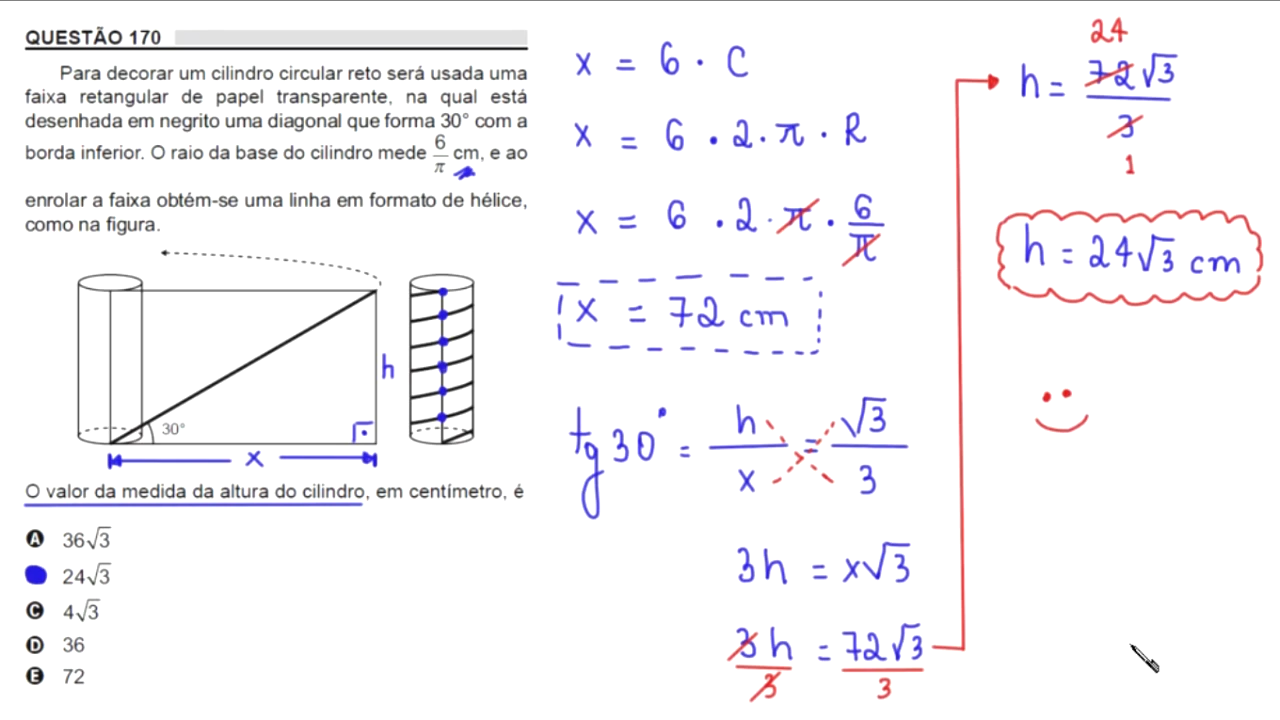 QUESTÃO 170
Para decorar um cilindro circular reto será usada uma
faixa retangular de papel transparente, na qual está
desenhada em negrito uma diagonal que forma 30° com a
borda inferior. O raio da base do cilindro mede 6/π cm, e ao
enrolar a faixa obtém-se uma linha em formato de hélice,
como na figura.
30°
h
x
O valor da medida da altura do cilindro, em centímetro, é
A 36√3
24√3
C 4√3
D 36
E 72
x = 6 · C
x = 6 · 2 · π · R
x = 6 · 2 · π · 6/π
x = 72 cm
tg 30° = h/x = √3/3
3h = x√3
3h/3 = 72√3/3
24
h = 72√3/3
1
h = 24√3 cm